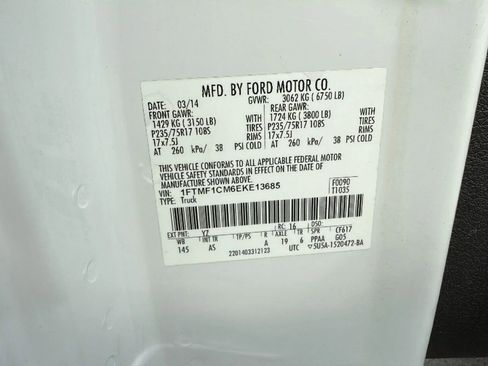 MFD. BY FORD MOTOR CO.
DATE: 03/14 GVWR: 3062 KG ( 6750 LB)
FRONT GAWR: REAR GAWR:
1429 KG ( 3150 LB) WITH 1724 KG ( 3800 LB) WITH
P235/75R17 108S TIRES P235/75R17 108S TIRES
17x7.5J RIMS 17x7.5J RIMS
AT 260 kPa/ 38 PSI COLD AT 260 kPa/ 38 PSI COLD
THIS VEHICLE CONFORMS TO ALL APPLICABLE FEDERAL MOTOR
VEHICLE SAFETY STANDARDS IN EFFECT ON THE DATE OF
MANUFACTURE SHOWN ABOVE.
1FTMF1CM6EKE13685 F0090
TYPE: Truck T1035
EXT PNT: YZ RC: 16 DSO:
WB INT TR TP/PS R AXLE TR SPR CF617
145 AS A 19 6 PPAA G05
2201403312123 UTC ▽5U5A-1520472-BA